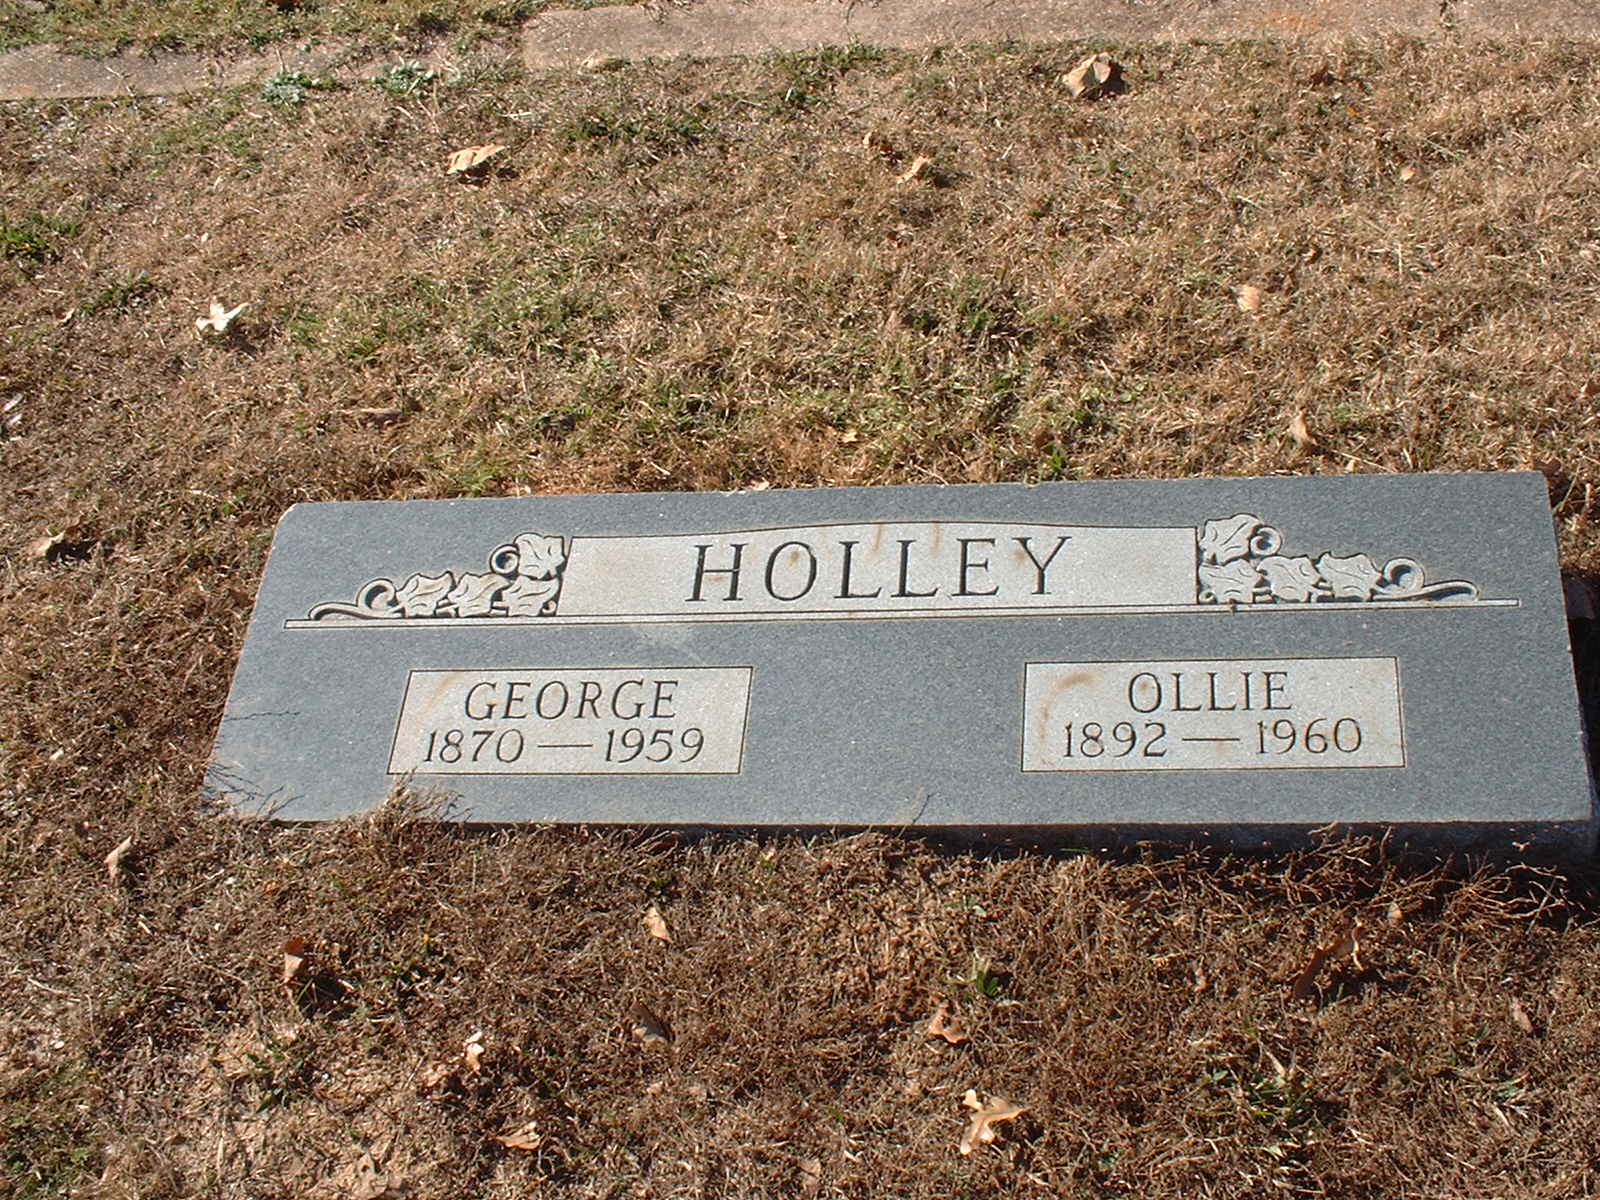 HOLLEY
GEORGE
1870 — 1959
OLLIE
1892 — 1960